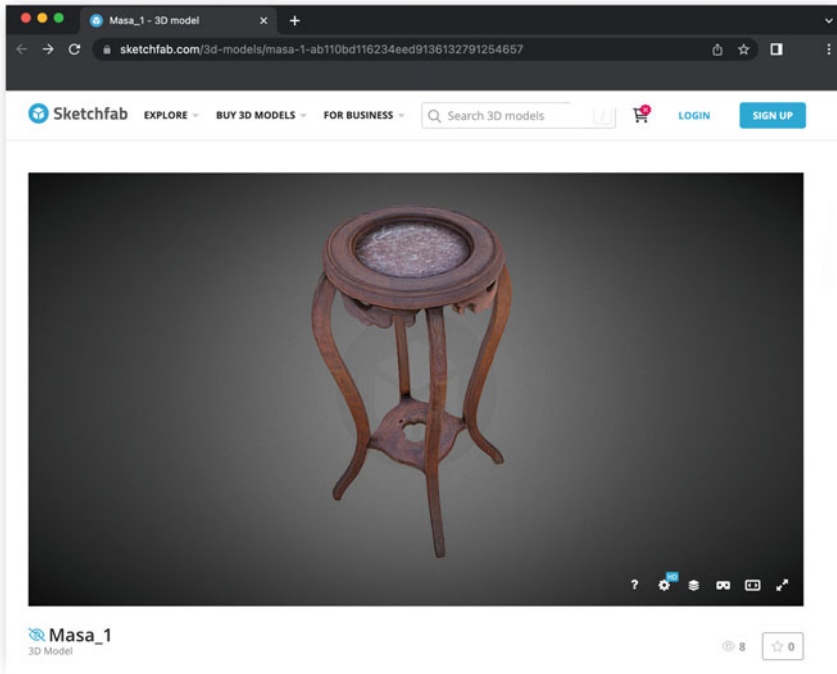 Masa_1 - 3D model
sketchfab.com/3d-models/masa-1-ab110bd116234eed9136132791254657
Sketchfab EXPLORE BUY 3D MODELS FOR BUSINESS Search 3D models / LOGIN SIGN UP
?
HD
Masa_1
3D Model
8
0